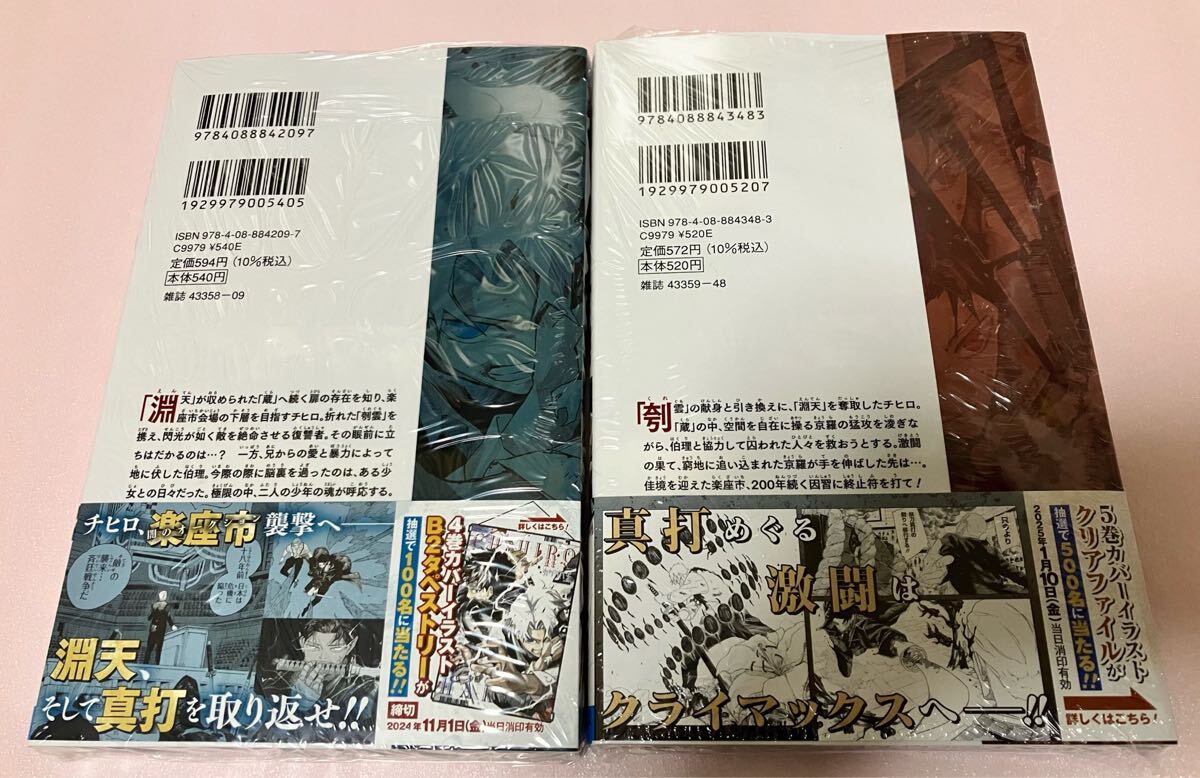 9784088842097
1929979005405
ISBN 978-4-08-884209-7
C9979 ¥540E
定価594円(10%税込)
本体540円
雑誌 43358-09
「淵天」が収められた「蔵」へ続く扉の存在を知り、楽
座市会場の下層を目指すチヒロ。折れた「刳雲」を
携え、閃光が如く敵を絶命させる復讐者。その眼前に立
ちはだかるのは…? 一方、兄からの愛と暴力によって
地に伏した伯理。今際の際に脳裏を過ったのは、ある少
女との日々だった。極限の中、二人の少年の魂が呼応する。
チヒロ、闇の楽座市襲撃へ――
十八年前 日本は
危機に
陥った
“敵”の
襲来…
否 戦争だ
淵天、
そして真打を取り返せ!!
4巻カバーイラスト
B2タペストリーが
抽選で100名に当たる!!
詳しくはこちら!
締切
2024年11月1日(金)当日消印有効
9784088843483
1929979005207
ISBN 978-4-08-884348-3
C9979 ¥520E
定価572円(10%税込)
本体520円
雑誌 43359-48
「刳雲」の献身と引き換えに、「淵天」を奪取したチヒロ。
「蔵」の中、空間を自在に操る京羅の猛攻を凌ぎな
がら、伯理と協力して囚われた人々を救おうとする。激闘
の果て、窮地に追い込まれた京羅が手を伸ばした先は…。
佳境を迎えた楽座市、200年続く因習に終止符を打て!
真打めぐる
激闘は
クライマックスへ――!!
5巻カバーイラスト
クリアファイルが
抽選で500名に当たる!!
2025年1月10日(金)当日消印有効
詳しくはこちら!